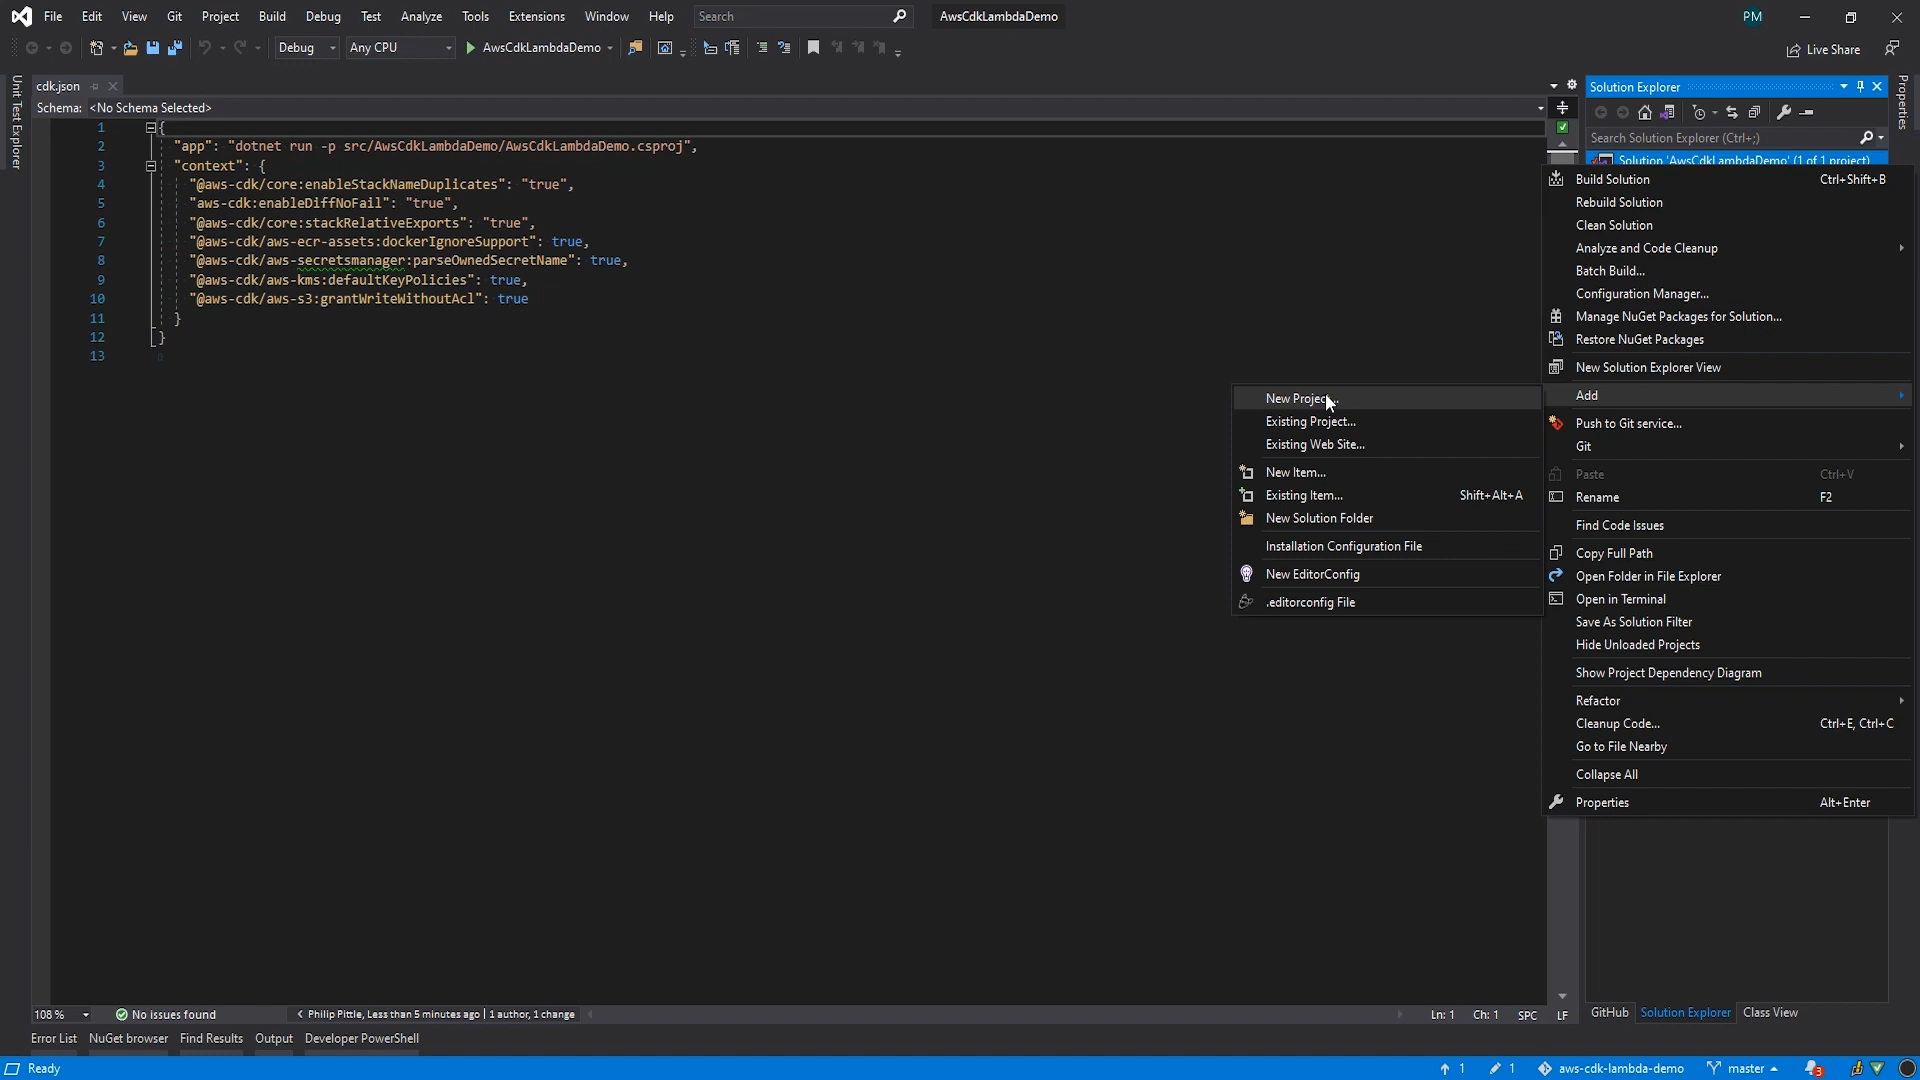 File Edit View Git Project Build Debug Test Analyze Tools Extensions Window Help Search AwsCdkLambdaDemo PM
Debug Any CPU AwsCdkLambdaDemo Live Share
Unit Test Explorer
cdk.json
Schema: <No Schema Selected>
1 {
2 "app": "dotnet run -p src/AwsCdkLambdaDemo/AwsCdkLambdaDemo.csproj",
3 "context": {
4 "@aws-cdk/core:enableStackNameDuplicates": "true",
5 "aws-cdk:enableDiffNoFail": "true",
6 "@aws-cdk/core:stackRelativeExports": "true",
7 "@aws-cdk/aws-ecr-assets:dockerIgnoreSupport": true,
8 "@aws-cdk/aws-secretsmanager:parseOwnedSecretName": true,
9 "@aws-cdk/aws-kms:defaultKeyPolicies": true,
10 "@aws-cdk/aws-s3:grantWriteWithoutAcl": true
11 }
12 }
13
Solution Explorer
Properties
Search Solution Explorer (Ctrl+;)
Solution 'AwsCdkLambdaDemo' (1 of 1 project)
Build Solution Ctrl+Shift+B
Rebuild Solution
Clean Solution
Analyze and Code Cleanup
Batch Build...
Configuration Manager...
Manage NuGet Packages for Solution...
Restore NuGet Packages
New Solution Explorer View
Add
Push to Git service...
Git
Paste Ctrl+V
Rename F2
Find Code Issues
Copy Full Path
Open Folder in File Explorer
Open in Terminal
Save As Solution Filter
Hide Unloaded Projects
Show Project Dependency Diagram
Refactor
Cleanup Code... Ctrl+E, Ctrl+C
Go to File Nearby
Collapse All
Properties Alt+Enter
New Project...
Existing Project...
Existing Web Site...
New Item...
Existing Item... Shift+Alt+A
New Solution Folder
Installation Configuration File
New EditorConfig
.editorconfig File
108 % No issues found Philip Pittle, Less than 5 minutes ago | 1 author, 1 change Ln: 1 Ch: 1 SPC LF
GitHub Solution Explorer Class View
Error List NuGet browser Find Results Output Developer PowerShell
Ready 1 1 aws-cdk-lambda-demo master 3